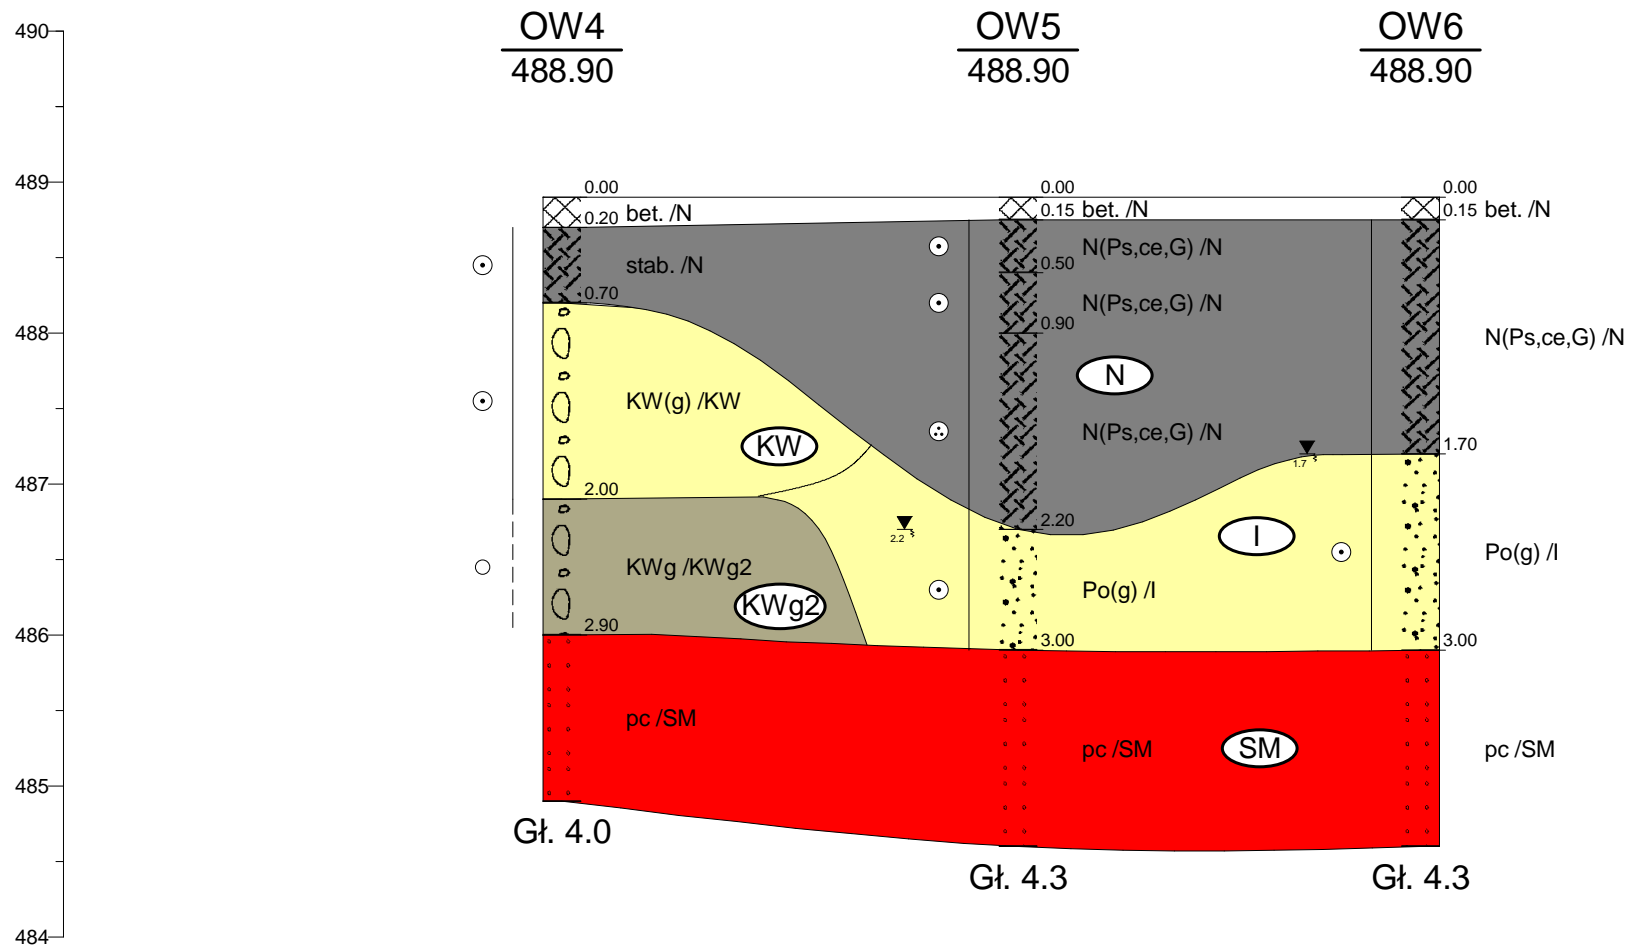 490
OW4
OW5
OW6
488.90
488.90
488.90
489
0.00
0.00
0.00
0.20 bet. /N
0.15 bet. /N
0.15 bet. /N
stab. /N
N(Ps,ce,G) /N
0.50
0.70
N(Ps,ce,G) /N
488
0.90
N(Ps,ce,G) /N
N
KW(g) /KW
N(Ps,ce,G) /N
KW
1.7
1.70
487
2.00
2.2
2.20
I
KWg /KWg2
Po(g) /I
Po(g) /I
KWg2
486
2.90
3.00
3.00
pc /SM
pc /SM
SM
pc /SM
485
Gł. 4.0
Gł. 4.3
Gł. 4.3
484